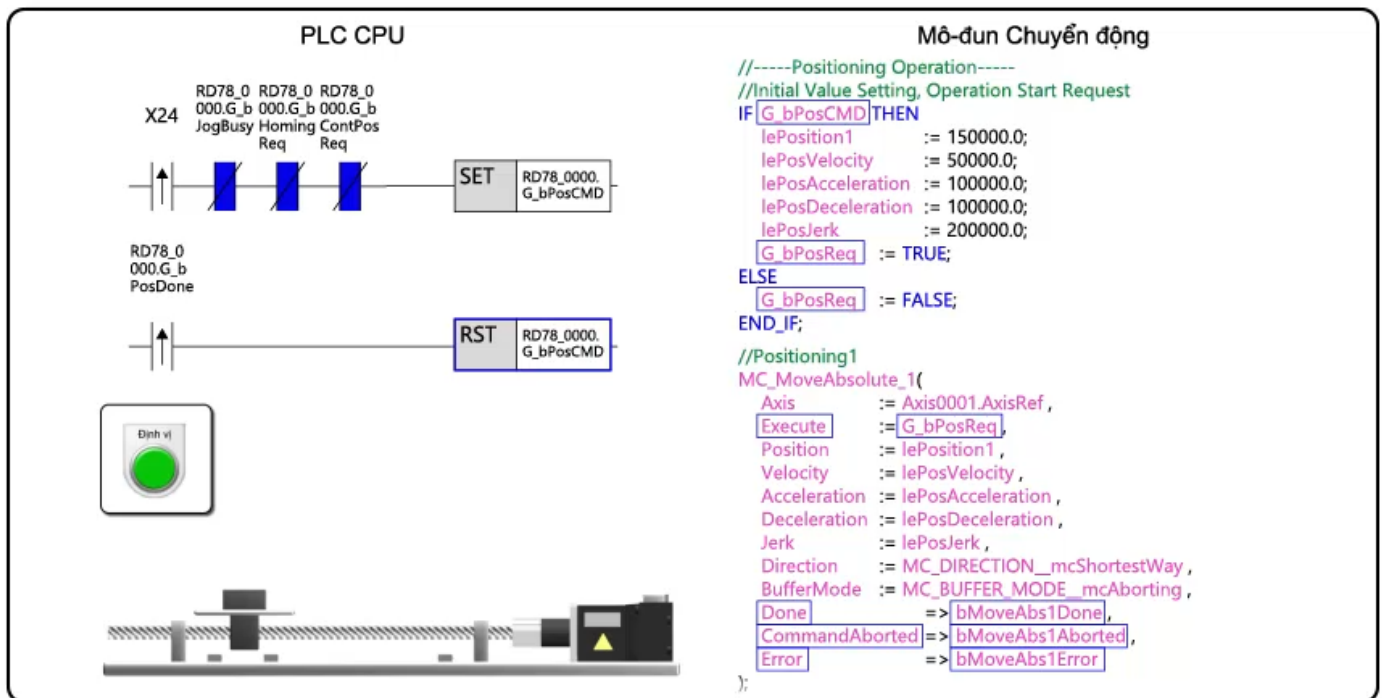 PLC CPU
Mô-đun Chuyển động
X24
RD78_0
000.G_b
JogBusy
RD78_0
000.G_b
Homing
Req
RD78_0
000.G_b
ContPos
Req
SET
RD78_0000.
G_bPosCMD
RD78_0
000.G_b
PosDone
RST
RD78_0000.
G_bPosCMD
Định vị
//-----Positioning Operation-----
//Initial Value Setting, Operation Start Request
IF G_bPosCMD THEN
lePosition1 := 150000.0;
lePosVelocity := 50000.0;
lePosAcceleration := 100000.0;
lePosDeceleration := 100000.0;
lePosJerk := 200000.0;
G_bPosReq := TRUE;
ELSE
G_bPosReq := FALSE;
END_IF;
//Positioning1
MC_MoveAbsolute_1(
Axis := Axis0001.AxisRef ,
Execute := G_bPosReq ,
Position := lePosition1 ,
Velocity := lePosVelocity ,
Acceleration := lePosAcceleration ,
Deceleration := lePosDeceleration ,
Jerk := lePosJerk ,
Direction := MC_DIRECTION__mcShortestWay ,
BufferMode := MC_BUFFER_MODE__mcAborting ,
Done => bMoveAbs1Done ,
CommandAborted => bMoveAbs1Aborted ,
Error => bMoveAbs1Error
);